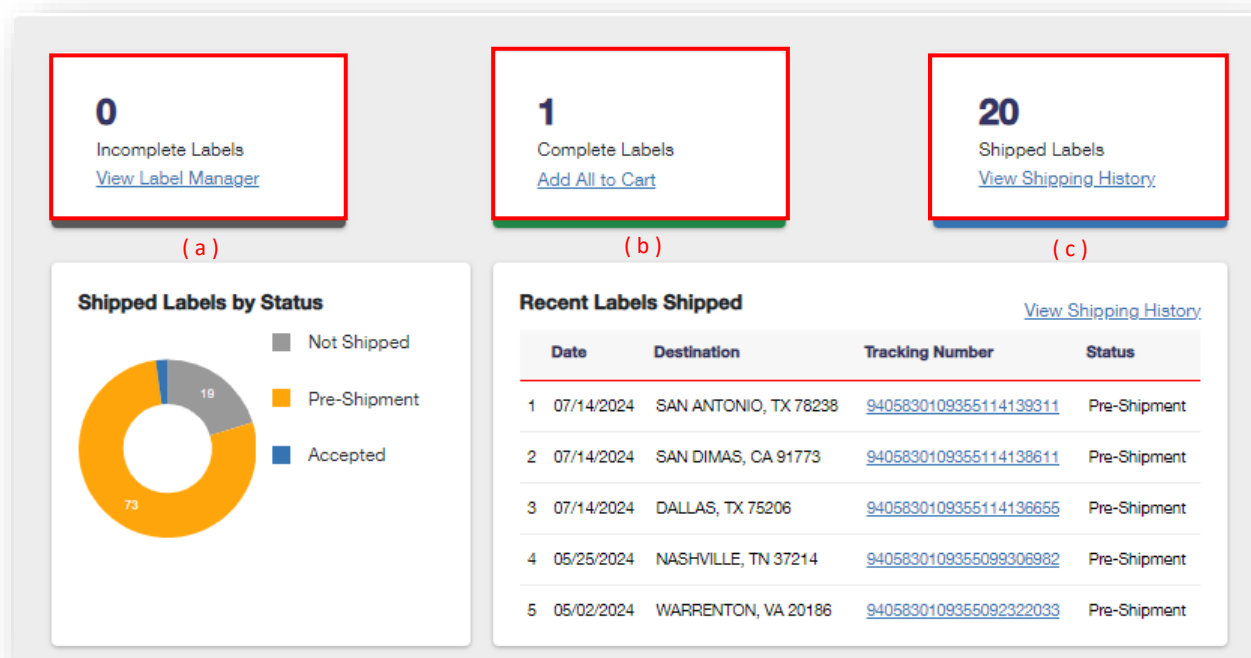 0
Incomplete Labels
View Label Manager
1
Complete Labels
Add All to Cart
20
Shipped Labels
View Shipping History
( a )
( b )
( c )
Shipped Labels by Status
Not Shipped
Pre-Shipment
Accepted
19
73
Recent Labels Shipped
View Shipping History
Date Destination Tracking Number Status
1 07/14/2024 SAN ANTONIO, TX 78238 9405830109355114139311 Pre-Shipment
2 07/14/2024 SAN DIMAS, CA 91773 9405830109355114138611 Pre-Shipment
3 07/14/2024 DALLAS, TX 75206 9405830109355114136655 Pre-Shipment
4 05/25/2024 NASHVILLE, TN 37214 9405830109355099306982 Pre-Shipment
5 05/02/2024 WARRENTON, VA 20186 9405830109355092322033 Pre-Shipment